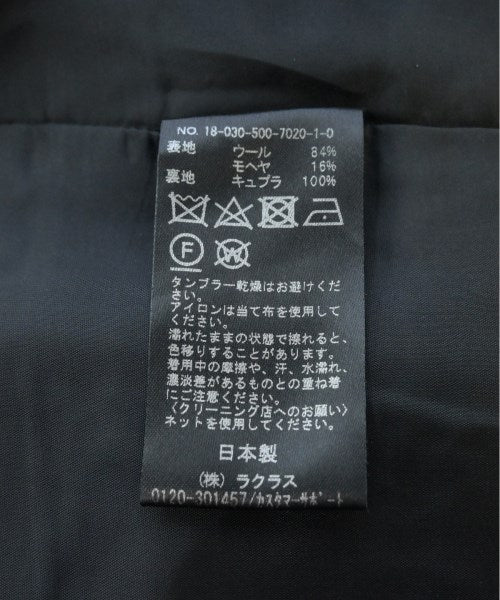 NO. 18-030-500-7020-1-0
表地 ウール 84%
モヘヤ 16%
裏地 キュプラ 100%
F W
タンブラー乾燥はお避けくだ
さい。
アイロンは当て布を使用してく
ださい。
濡れたままの状態で擦れると、
色移りすることがあります。
着用中の摩擦や、汗、水濡れ、
濃淡差があるものとの重ね着
にご注意ください。
〈クリーニング店へのお願い〉
ネットを使用してください。
日本製
(株) ラクラス
0120-301457/カスタマーサポート